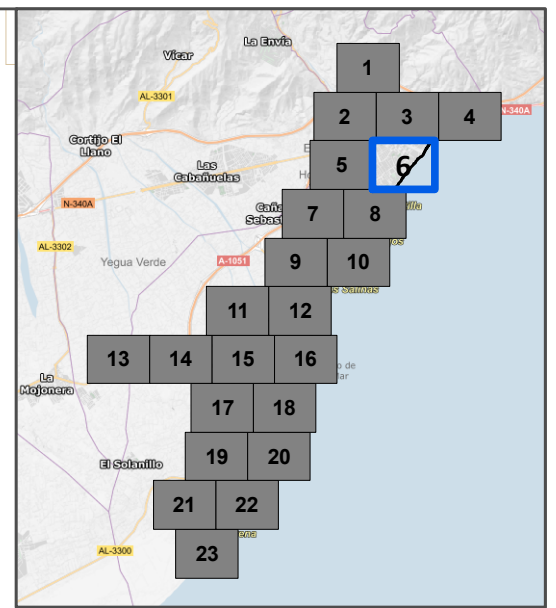 La Envía
Vícar
1
AL-3301
2
3
4
N-340A
Cortijo El
Llano
Las
Cabañuelas
5
6
N-340A
7
8
AL-3302
Yegua Verde
A-1051
9
10
11
12
13
14
15
16
La
Mojonera
17
18
El Solanillo
19
20
21
22
AL-3300
23